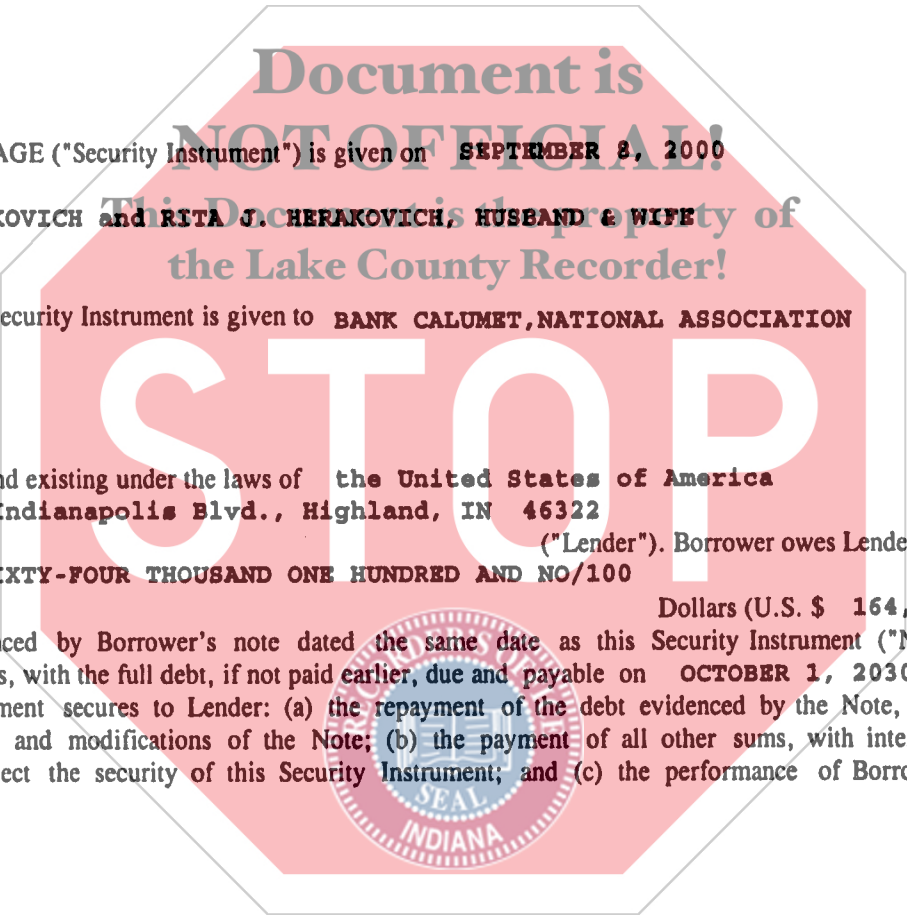 Document is
NOT OFFICIAL!
AGE ("Security Instrument") is given on SEPTEMBER 8, 2000
This Document is the property of
KOVICH and RITA J. HERAKOVICH, HUSBAND & WIFE
the Lake County Recorder!
ecurity Instrument is given to BANK CALUMET, NATIONAL ASSOCIATION
STOP
nd existing under the laws of the United States of America
Indianapolis Blvd., Highland, IN 46322
("Lender"). Borrower owes Lende
IXTY-FOUR THOUSAND ONE HUNDRED AND NO/100
Dollars (U.S. $ 164,
nced by Borrower's note dated the same date as this Security Instrument ("N
s, with the full debt, if not paid earlier, due and payable on OCTOBER 1, 2030
ment secures to Lender: (a) the repayment of the debt evidenced by the Note,
and modifications of the Note; (b) the payment of all other sums, with inte
ect the security of this Security Instrument; and (c) the performance of Borro
RECORDER'S OFFICE
SEAL
INDIANA